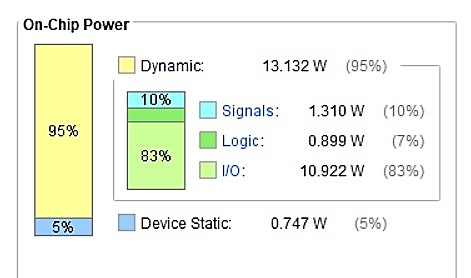 On-Chip Power
95%
5%
Dynamic: 13.132 W (95%)
10%
83%
Signals: 1.310 W (10%)
Logic: 0.899 W (7%)
I/O: 10.922 W (83%)
Device Static: 0.747 W (5%)